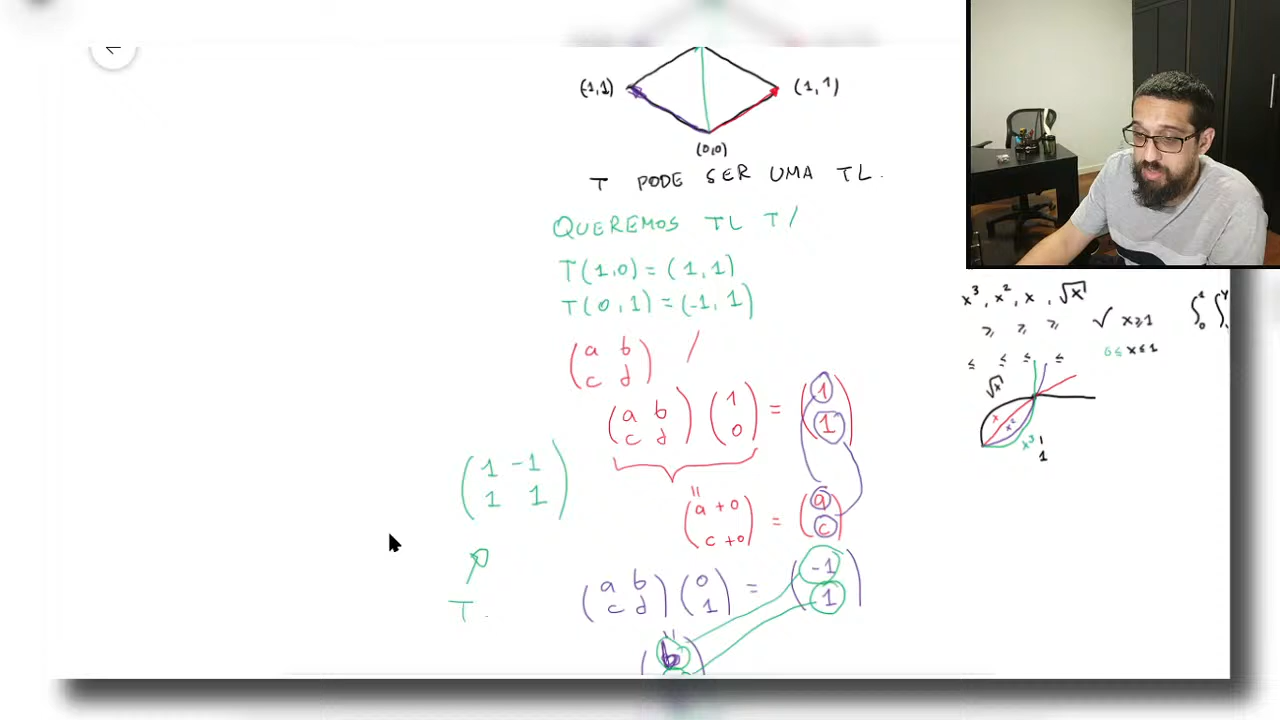 (-1,1) (1,1)
(0,0)
T PODE SER UMA TL.
QUEREMOS TL T/
T(1,0)=(1,1)
T(0,1)=(-1,1)
(a b
c d) /
(a b
c d) (1
0) = (1
1)
(1 -1
1 1)
"
(a+0
c+0) = (a
c)
T.
(a b
c d) (0
1) = (-1
1)
"
(b
x³, x², x, √x
≥ ≥ ≥ √ x≥1
≤ ≤ ≤ ≤ 0≤x≤1
√x
x x² x³ 1
1